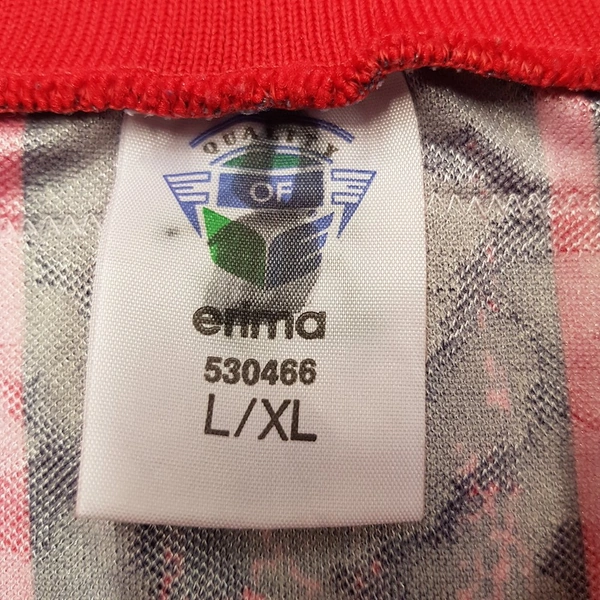 QUALITY
OF
erima
530466
L/XL